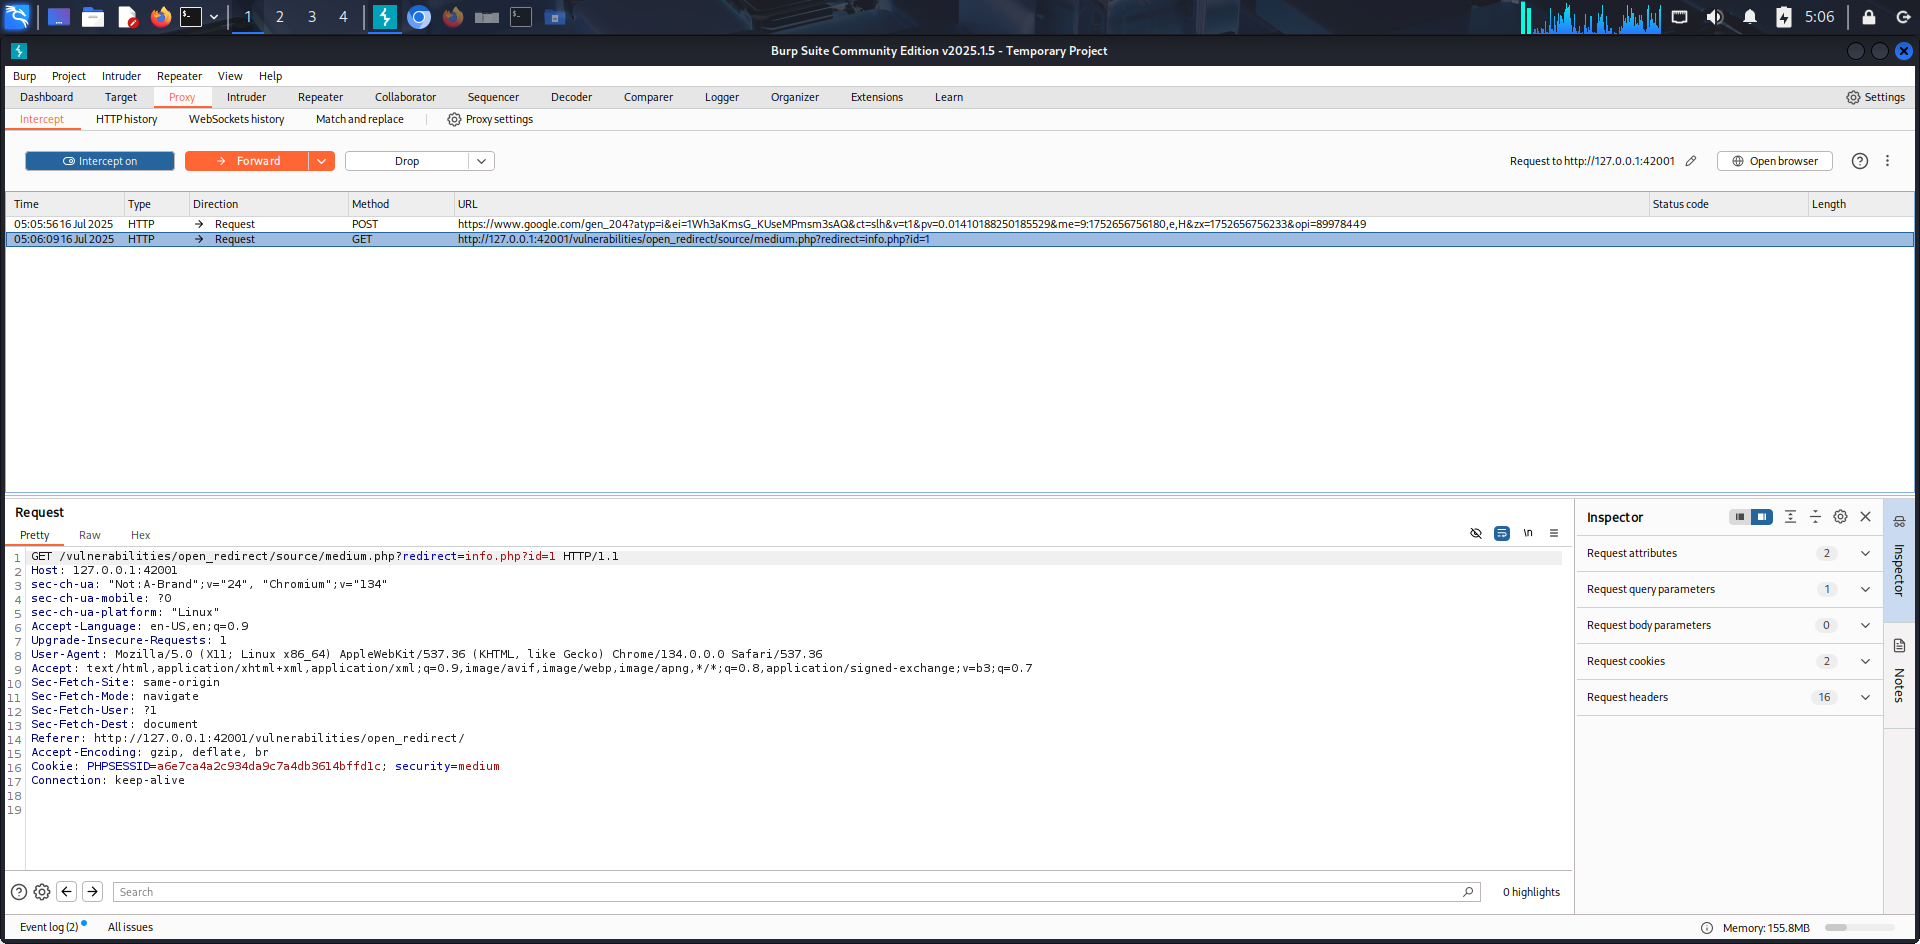 1 2 3 4 5:06
Burp Suite Community Edition v2025.1.5 - Temporary Project
Burp Project Intruder Repeater View Help
Dashboard Target Proxy Intruder Repeater Collaborator Sequencer Decoder Comparer Logger Organizer Extensions Learn Settings
Intercept HTTP history WebSockets history Match and replace Proxy settings
Intercept on Forward Drop Request to http://127.0.0.1:42001 Open browser
Time Type Direction Method URL Status code Length
05:05:56 16 Jul 2025 HTTP → Request POST https://www.google.com/gen_204?atyp=i&ei=1Wh3aKmsG_KUseMPmsm3sAQ&ct=slh&v=t1&pv=0.01410188250185529&me=9:1752656756180,e,H&zx=1752656756233&opi=89978449
05:06:09 16 Jul 2025 HTTP → Request GET http://127.0.0.1:42001/vulnerabilities/open_redirect/source/medium.php?redirect=info.php?id=1
Request
Pretty Raw Hex \n
1 GET /vulnerabilities/open_redirect/source/medium.php?redirect=info.php?id=1 HTTP/1.1
2 Host: 127.0.0.1:42001
3 sec-ch-ua: "Not:A-Brand";v="24", "Chromium";v="134"
4 sec-ch-ua-mobile: ?0
5 sec-ch-ua-platform: "Linux"
6 Accept-Language: en-US,en;q=0.9
7 Upgrade-Insecure-Requests: 1
8 User-Agent: Mozilla/5.0 (X11; Linux x86_64) AppleWebKit/537.36 (KHTML, like Gecko) Chrome/134.0.0.0 Safari/537.36
9 Accept: text/html,application/xhtml+xml,application/xml;q=0.9,image/avif,image/webp,image/apng,*/*;q=0.8,application/signed-exchange;v=b3;q=0.7
10 Sec-Fetch-Site: same-origin
11 Sec-Fetch-Mode: navigate
12 Sec-Fetch-User: ?1
13 Sec-Fetch-Dest: document
14 Referer: http://127.0.0.1:42001/vulnerabilities/open_redirect/
15 Accept-Encoding: gzip, deflate, br
16 Cookie: PHPSESSID=a6e7ca4a2c934da9c7a4db3614bffd1c; security=medium
17 Connection: keep-alive
18
19
Inspector
Request attributes 2
Request query parameters 1
Request body parameters 0
Request cookies 2
Request headers 16
Inspector
Notes
Search 0 highlights
Event log (2) All issues Memory: 155.8MB